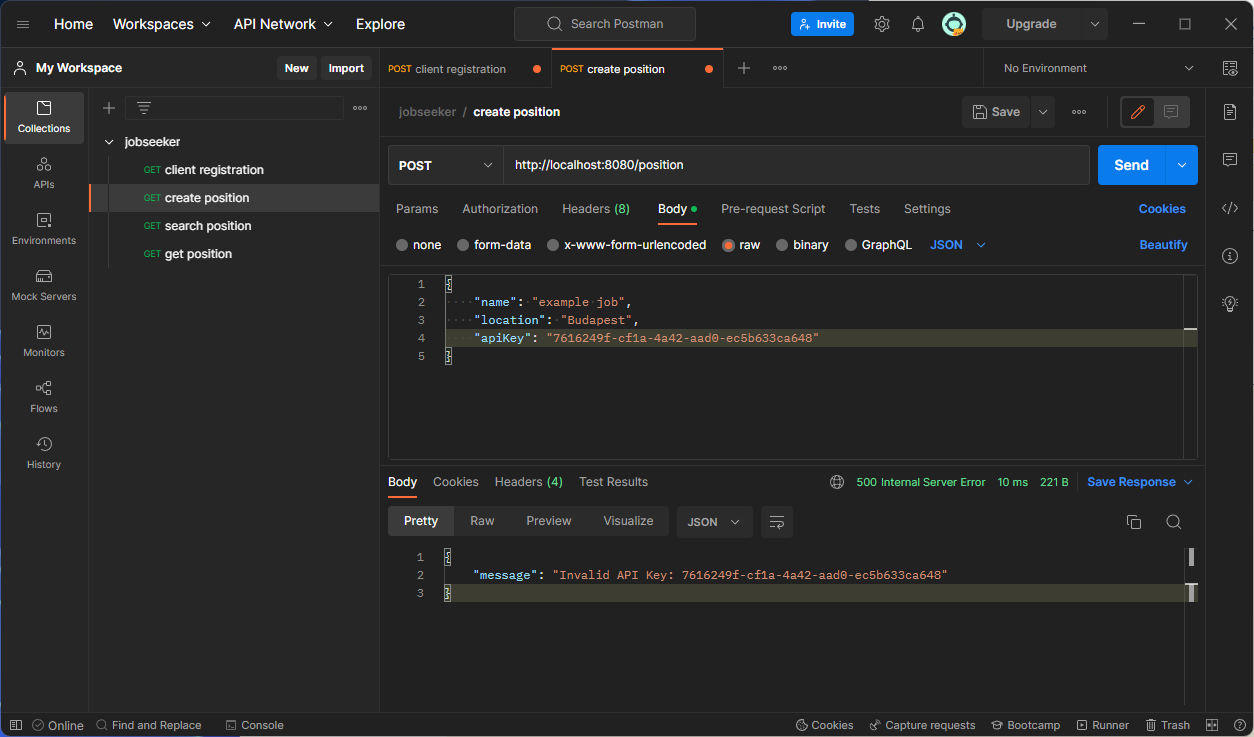 Home Workspaces API Network Explore Search Postman Invite Upgrade
My Workspace New Import POST client registration POST create position No Environment
Collections
APIs
Environments
Mock Servers
Monitors
Flows
History
jobseeker
GET client registration
GET create position
GET search position
GET get position
jobseeker / create position Save
POST http://localhost:8080/position Send
Params Authorization Headers (8) Body Pre-request Script Tests Settings Cookies
none form-data x-www-form-urlencoded raw binary GraphQL JSON Beautify
1 {
2 "name": "example job",
3 "location": "Budapest",
4 "apiKey": "7616249f-cf1a-4a42-aad0-ec5b633ca648"
5 }
Body Cookies Headers (4) Test Results 500 Internal Server Error 10 ms 221 B Save Response
Pretty Raw Preview Visualize JSON
1 {
2 "message": "Invalid API Key: 7616249f-cf1a-4a42-aad0-ec5b633ca648"
3 }
Online Find and Replace Console Cookies Capture requests Bootcamp Runner Trash